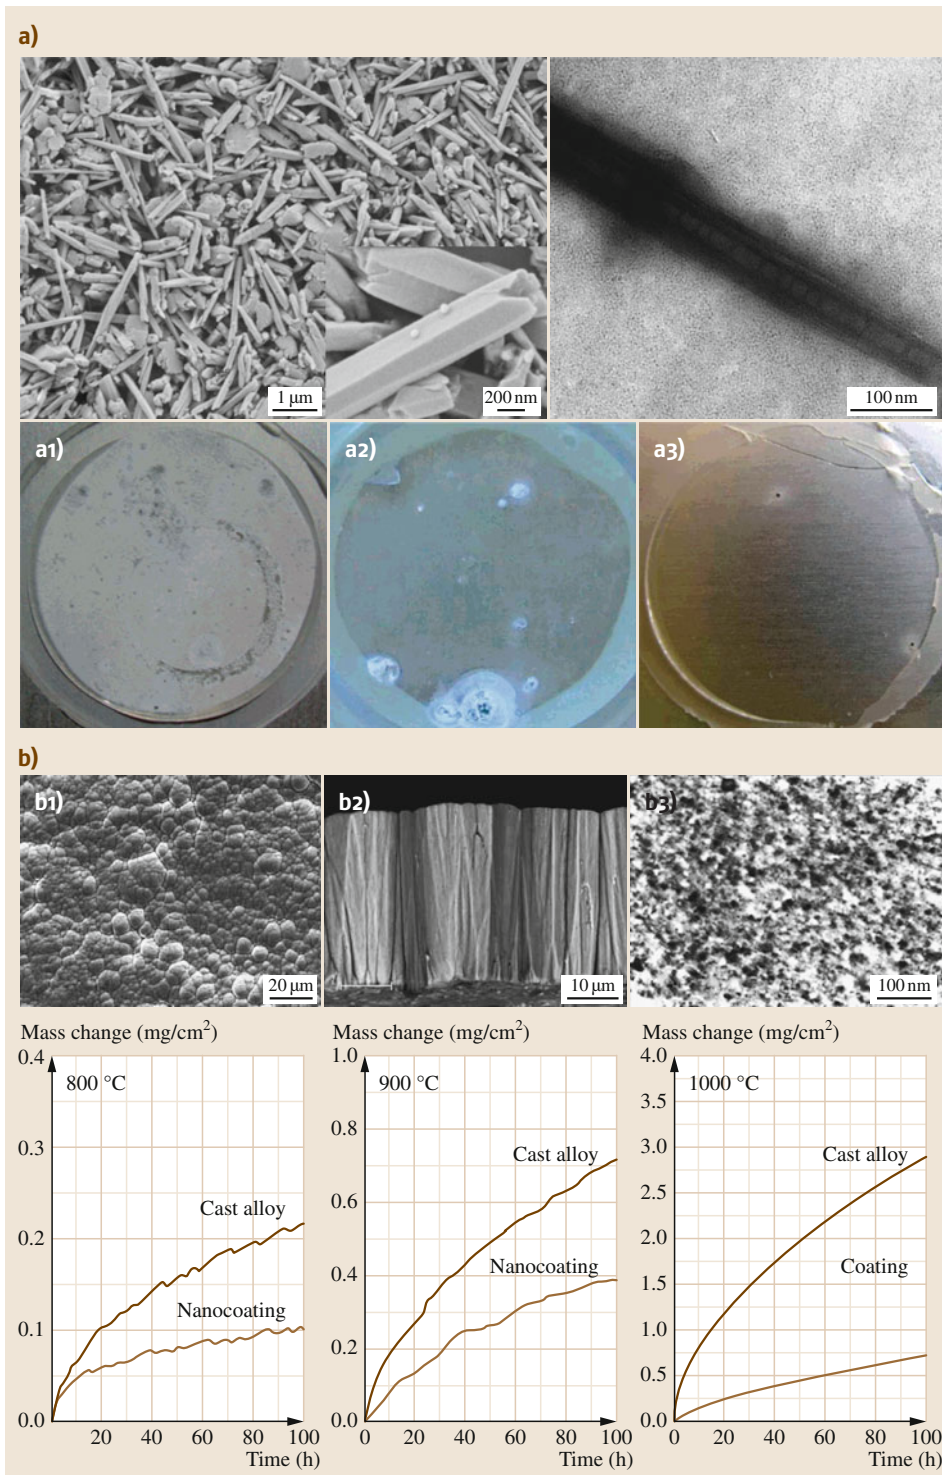 a)
1 µm
200 nm
100 nm
a1)
a2)
a3)
b)
b1)
b2)
b3)
20 µm
10 µm
100 nm
Mass change (mg/cm²)
Mass change (mg/cm²)
Mass change (mg/cm²)
0.4
0.3
0.2
0.1
0.0
800 °C
Cast alloy
Nanocoating
20
40
60
80
100
Time (h)
1.0
0.8
0.6
0.4
0.2
0.0
900 °C
Cast alloy
Nanocoating
0
20
40
60
80
100
Time (h)
4.0
3.5
3.0
2.5
2.0
1.5
1.0
0.5
0.0
1000 °C
Cast alloy
Coating
0
20
40
60
80
100
Time (h)